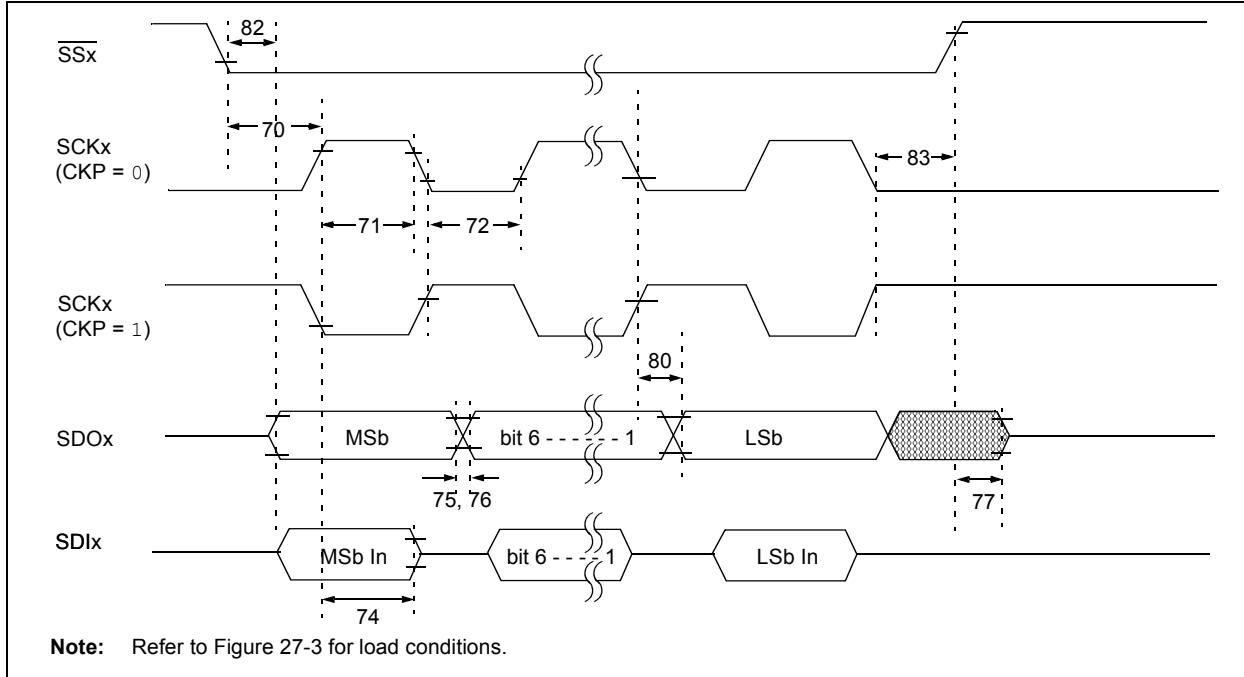 82
SSx
70
SCKx
(CKP = 0)
83
71
72
SCKx
(CKP = 1)
80
SDOx
MSb
bit 6 - - - - - - 1
LSb
75, 76
77
SDIx
MSb In
bit 6 - - - - 1
LSb In
74
Note: Refer to Figure 27-3 for load conditions.